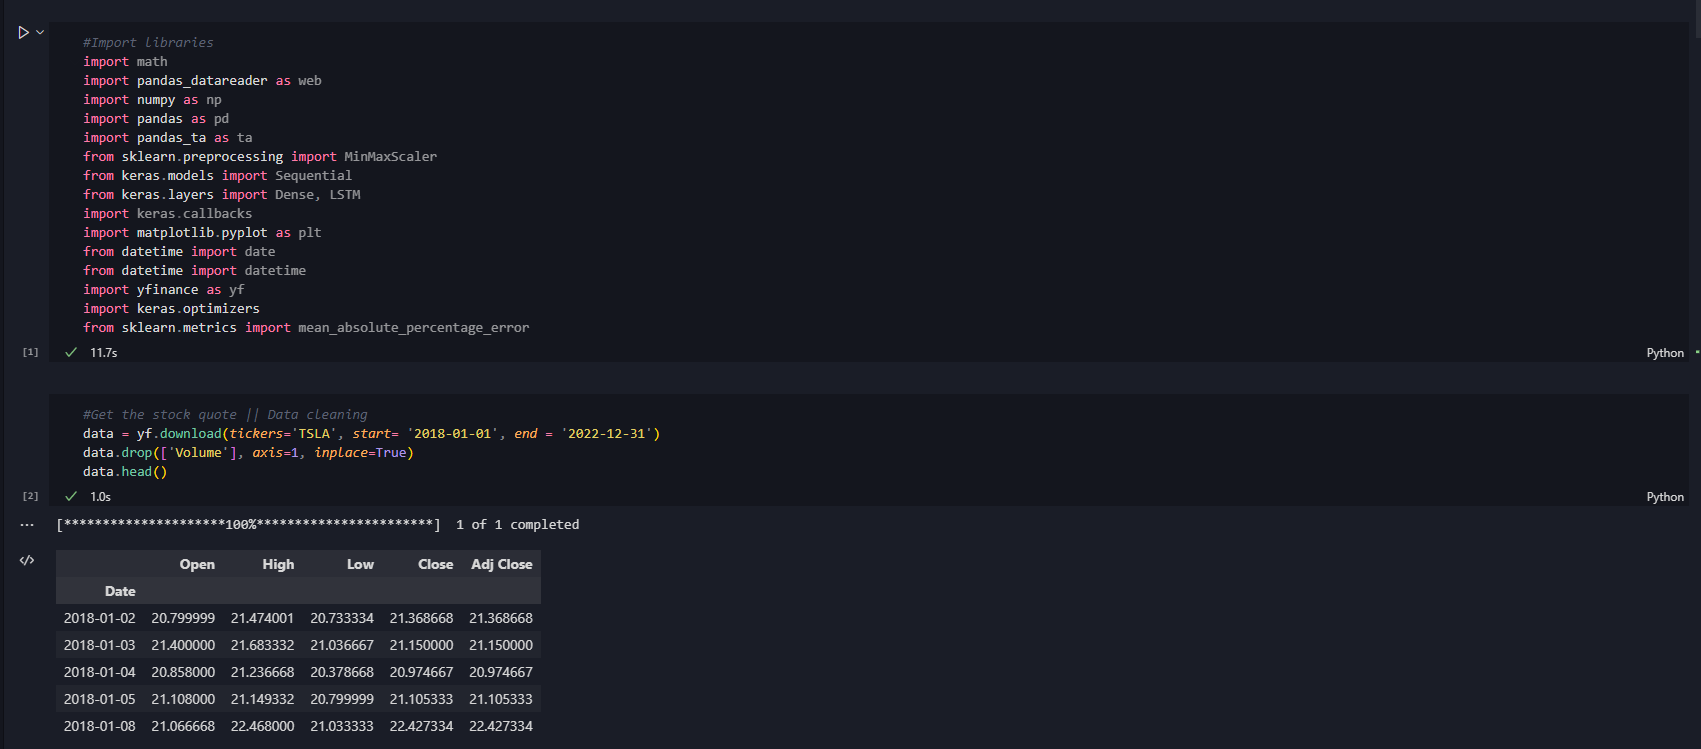 #Import libraries
import math
import pandas_datareader as web
import numpy as np
import pandas as pd
import pandas_ta as ta
from sklearn.preprocessing import MinMaxScaler
from keras.models import Sequential
from keras.layers import Dense, LSTM
import keras.callbacks
import matplotlib.pyplot as plt
from datetime import date
from datetime import datetime
import yfinance as yf
import keras.optimizers
from sklearn.metrics import mean_absolute_percentage_error
[1] ✓ 11.7s Python
#Get the stock quote || Data cleaning
data = yf.download(tickers='TSLA', start= '2018-01-01', end = '2022-12-31')
data.drop(['Volume'], axis=1, inplace=True)
data.head()
[2] ✓ 1.0s Python
[*********************100%***********************]  1 of 1 completed
Open High Low Close Adj Close
Date
2018-01-02 20.799999 21.474001 20.733334 21.368668 21.368668
2018-01-03 21.400000 21.683332 21.036667 21.150000 21.150000
2018-01-04 20.858000 21.236668 20.378668 20.974667 20.974667
2018-01-05 21.108000 21.149332 20.799999 21.105333 21.105333
2018-01-08 21.066668 22.468000 21.033333 22.427334 22.427334